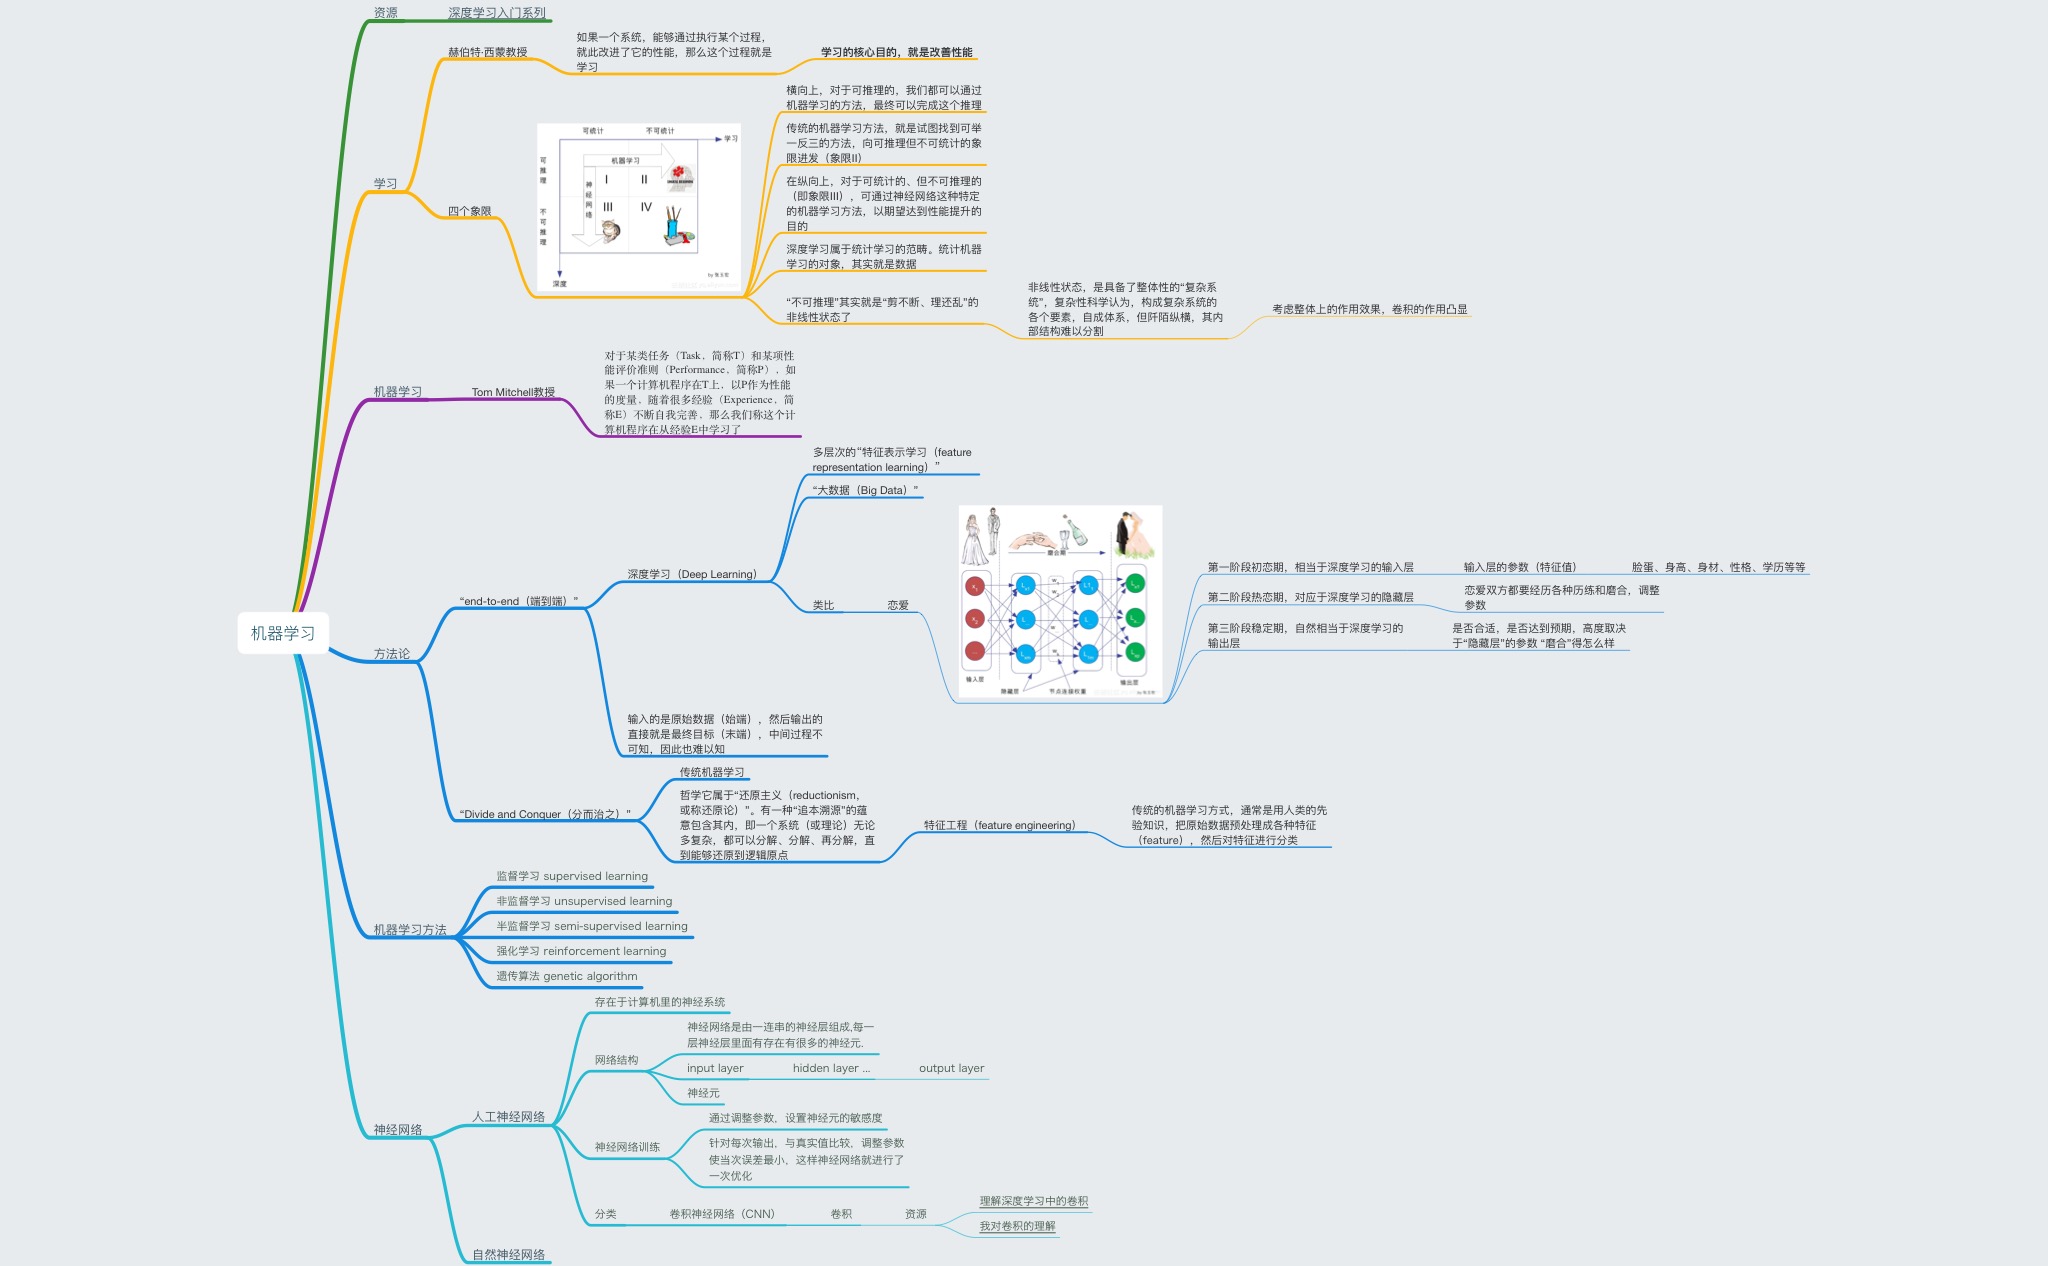 机器学习
资源
深度学习入门系列
学习
赫伯特·西蒙教授
如果一个系统，能够通过执行某个过程，
就此改进了它的性能，那么这个过程就是
学习
学习的核心目的，就是改善性能
四个象限
可统计
不可统计
学习
可
推
理
不
可
推
理
机器学习
神
经
网
络
I
II
III
IV
深度
by 张玉宏
横向上，对于可推理的，我们都可以通过
机器学习的方法，最终可以完成这个推理
传统的机器学习方法，就是试图找到可举
一反三的方法，向可推理但不可统计的象
限进发（象限II）
在纵向上，对于可统计的、但不可推理的
（即象限III），可通过神经网络这种特定
的机器学习方法，以期望达到性能提升的
目的
深度学习属于统计学习的范畴。统计机器
学习的对象，其实就是数据
“不可推理”其实就是“剪不断、理还乱”的
非线性状态了
非线性状态，是具备了整体性的“复杂系
统”，复杂性科学认为，构成复杂系统的
各个要素，自成体系，但阡陌纵横，其内
部结构难以分割
考虑整体上的作用效果，卷积的作用凸显
机器学习
Tom Mitchell教授
对于某类任务（Task，简称T）和某项性
能评价准则（Performance，简称P），如
果一个计算机程序在T上，以P作为性能
的度量，随着很多经验（Experience，简
称E）不断自我完善，那么我们称这个计
算机程序在从经验E中学习了
方法论
“end-to-end（端到端）”
深度学习（Deep Learning）
多层次的“特征表示学习（feature
representation learning）”
“大数据（Big Data）”
类比
恋爱
磨合期
输入层
隐藏层
节点连接权重
输出层
第一阶段初恋期，相当于深度学习的输入层
输入层的参数（特征值）
脸蛋、身高、身材、性格、学历等等
第二阶段热恋期，对应于深度学习的隐藏层
恋爱双方都要经历各种历练和磨合，调整
参数
第三阶段稳定期，自然相当于深度学习的
输出层
是否合适，是否达到预期，高度取决
于“隐藏层”的参数 “磨合”得怎么样
输入的是原始数据（始端），然后输出的
直接就是最终目标（末端），中间过程不
可知，因此也难以知
“Divide and Conquer（分而治之）”
传统机器学习
哲学它属于“还原主义（reductionism，
或称还原论）”。有一种“追本溯源”的蕴
意包含其内，即一个系统（或理论）无论
多复杂，都可以分解、分解、再分解，直
到能够还原到逻辑原点
特征工程（feature engineering）
传统的机器学习方式，通常是用人类的先
验知识，把原始数据预处理成各种特征
（feature），然后对特征进行分类
机器学习方法
监督学习 supervised learning
非监督学习 unsupervised learning
半监督学习 semi-supervised learning
强化学习 reinforcement learning
遗传算法 genetic algorithm
神经网络
人工神经网络
存在于计算机里的神经系统
网络结构
神经网络是由一连串的神经层组成,每一
层神经层里面有存在有很多的神经元.
input layer
hidden layer ...
output layer
神经元
神经网络训练
通过调整参数，设置神经元的敏感度
针对每次输出，与真实值比较，调整参数
使当次误差最小，这样神经网络就进行了
一次优化
分类
卷积神经网络（CNN）
卷积
资源
理解深度学习中的卷积
我对卷积的理解
自然神经网络